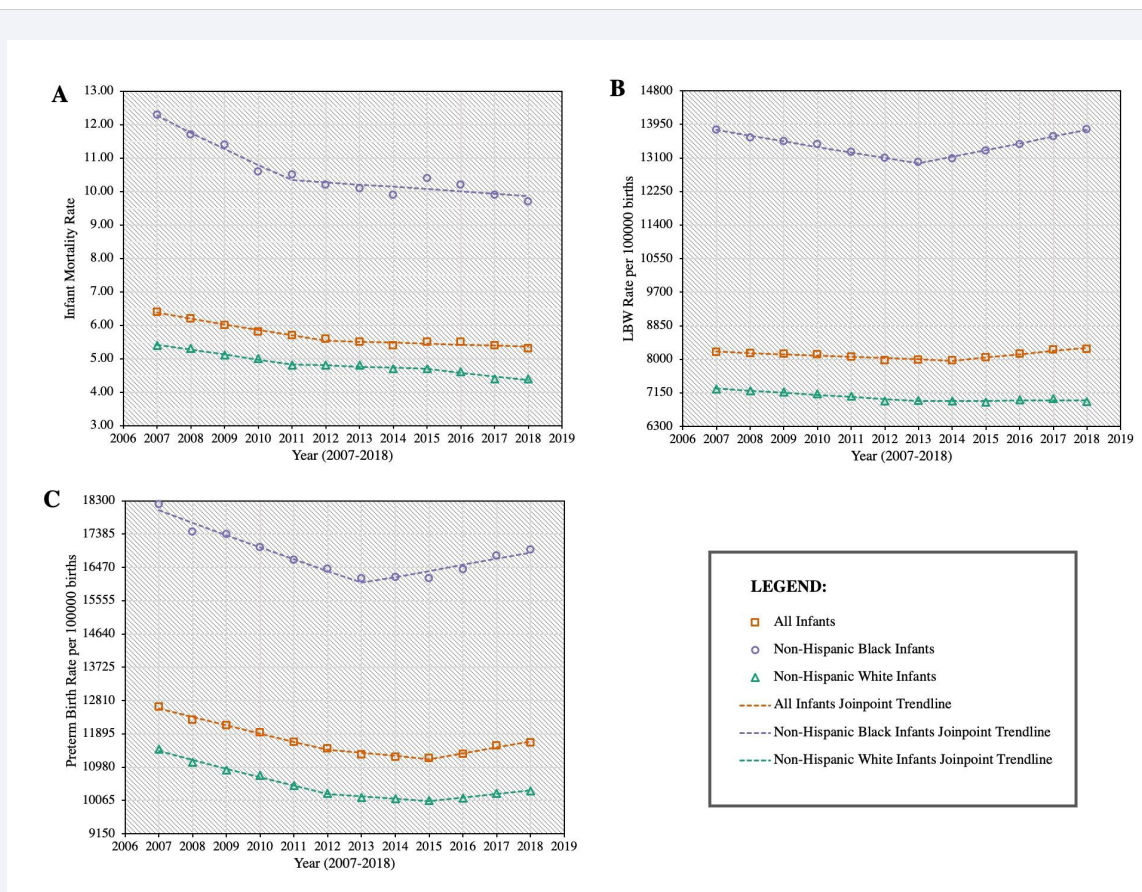 A
13.00
12.00
11.00
10.00
9.00
8.00
7.00
6.00
5.00
4.00
3.00
Infant Mortality Rate
2006 2007 2008 2009 2010 2011 2012 2013 2014 2015 2016 2017 2018 2019
Year (2007-2018)
B
14800
13950
13100
12250
11400
10550
9700
8850
8000
7150
6300
LBW Rate per 100000 births
2006 2007 2008 2009 2010 2011 2012 2013 2014 2015 2016 2017 2018 2019
Year (2007-2018)
C
18300
17385
16470
15555
14640
13725
12810
11895
10980
10065
9150
Preterm Birth Rate per 100000 births
2006 2007 2008 2009 2010 2011 2012 2013 2014 2015 2016 2017 2018 2019
Year (2007-2018)
LEGEND:
All Infants
Non-Hispanic Black Infants
Non-Hispanic White Infants
All Infants Joinpoint Trendline
Non-Hispanic Black Infants Joinpoint Trendline
Non-Hispanic White Infants Joinpoint Trendline